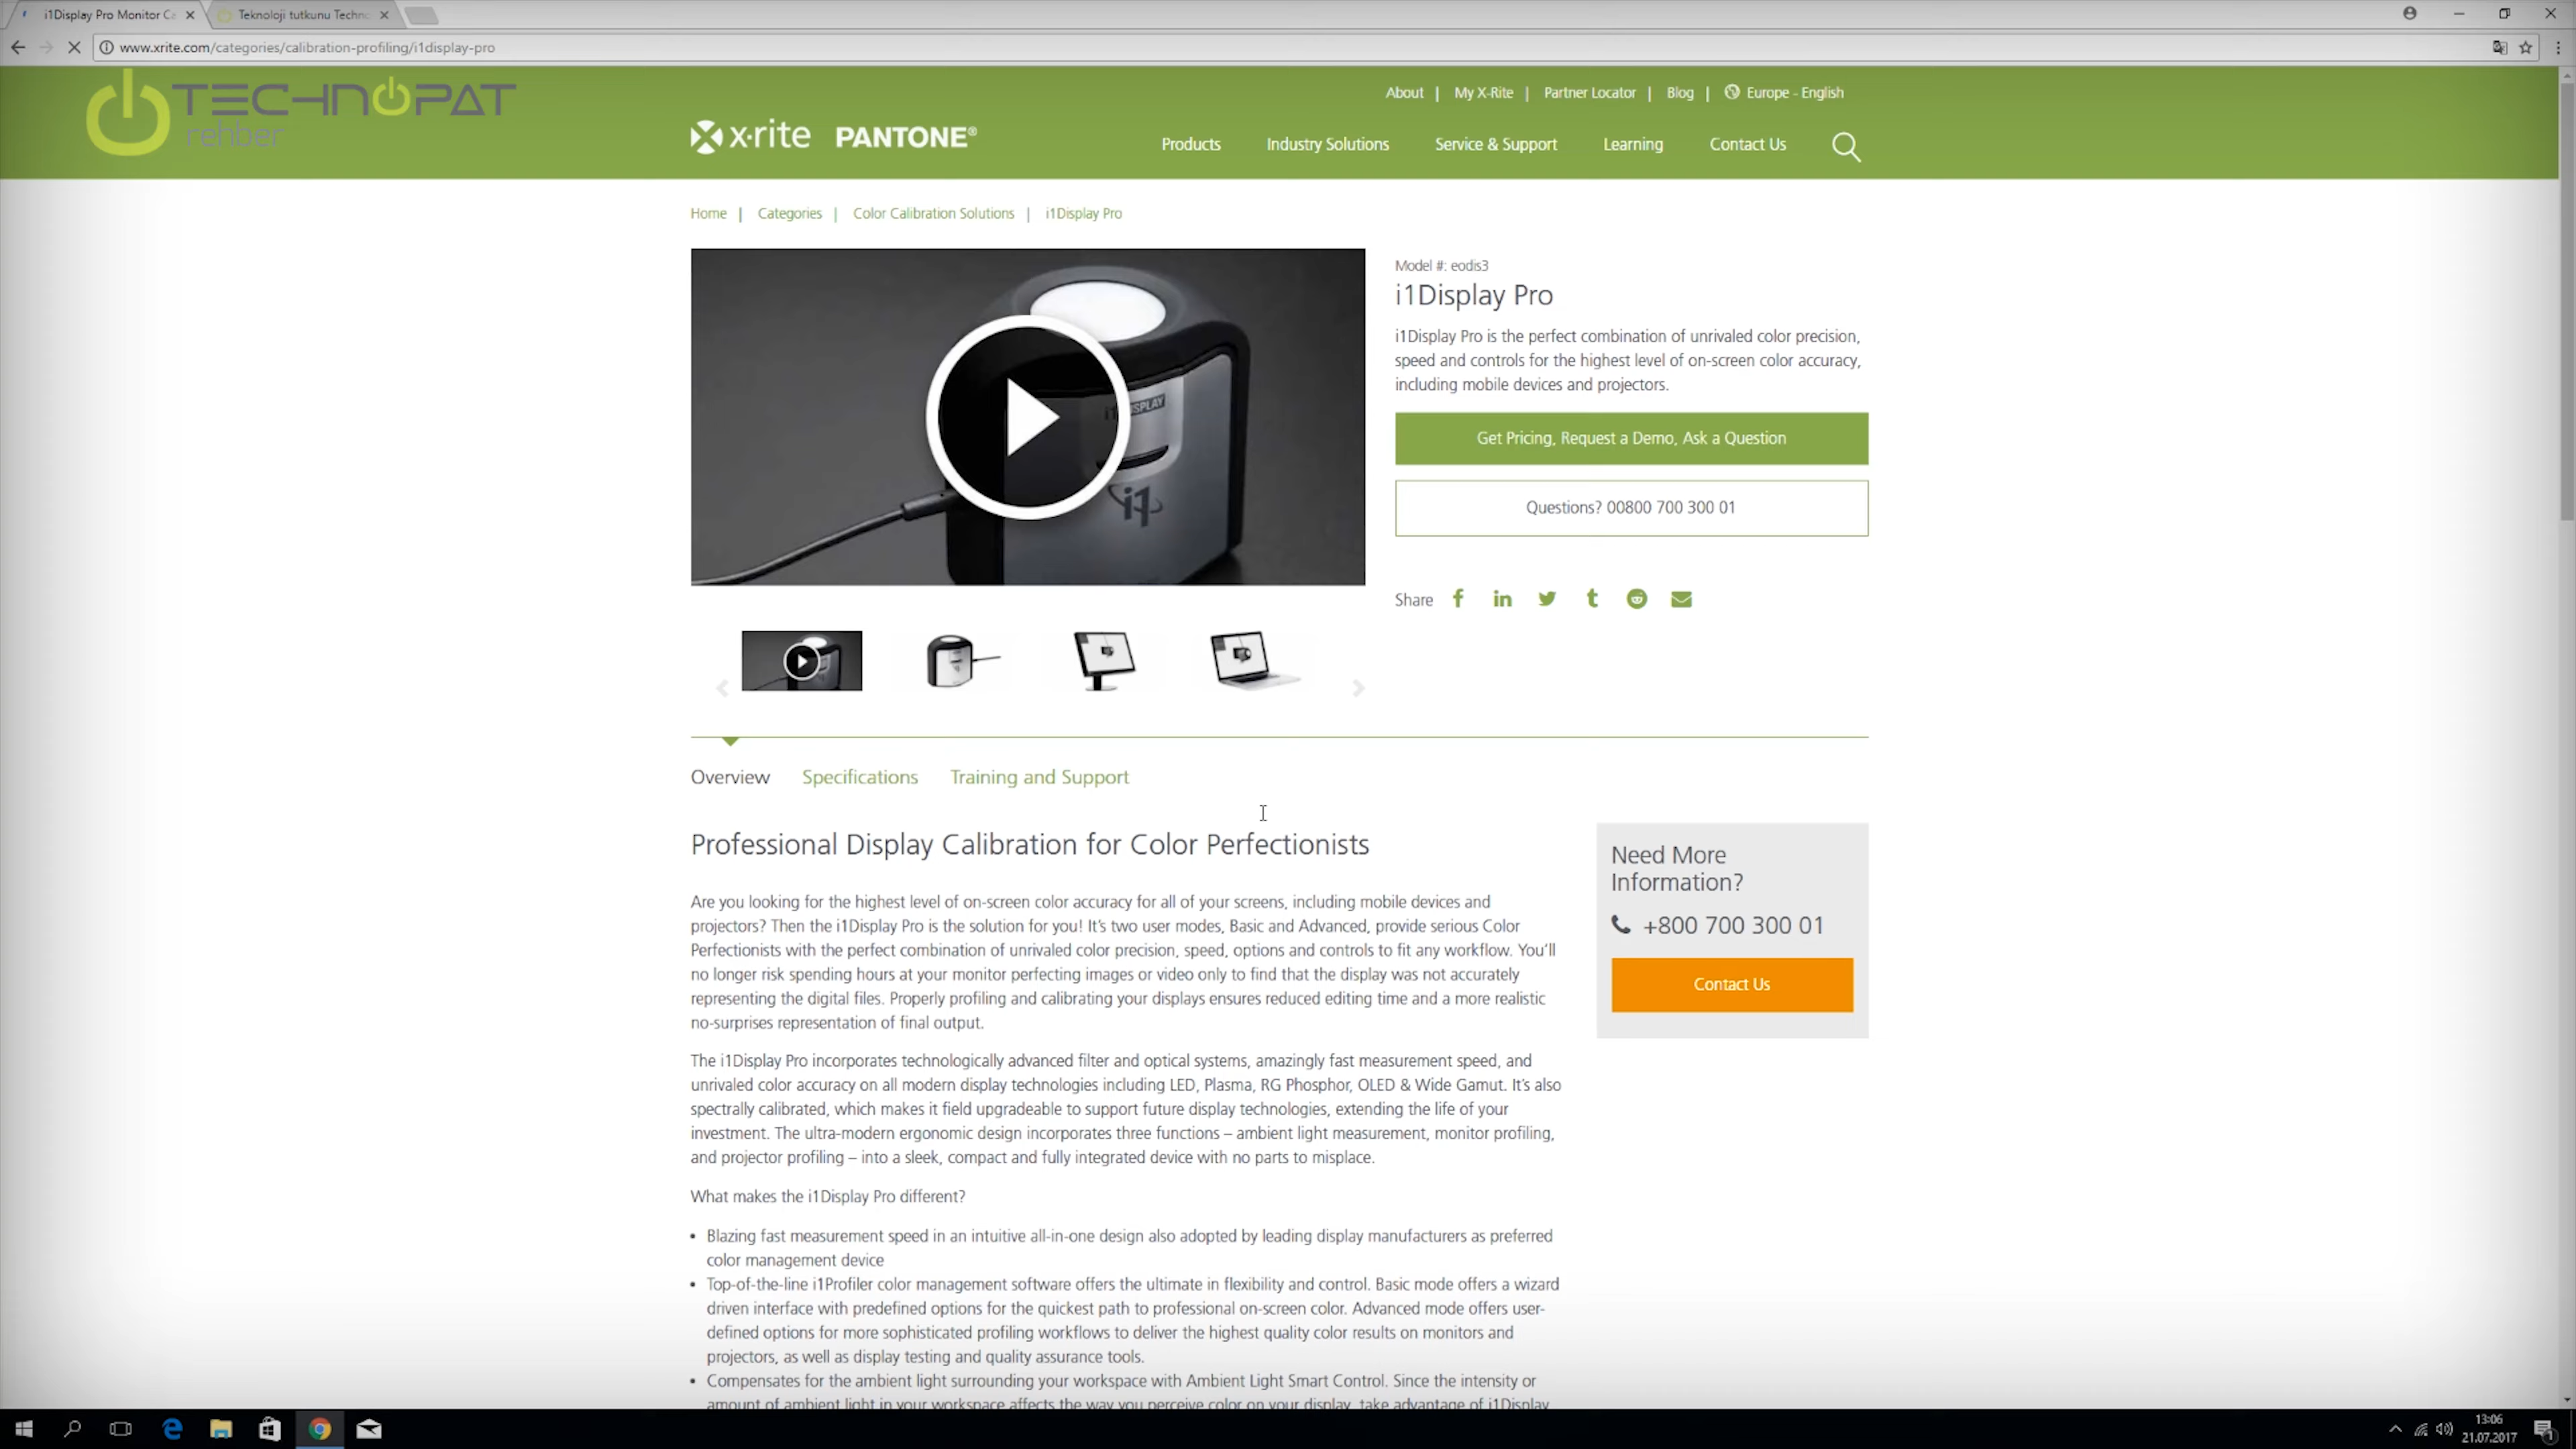 i1Display Pro Monitor Ca
Teknoloji tutkunu Techno
www.xrite.com/categories/calibration-profiling/i1display-pro
TECHNOPAT
rehber
About | My X-Rite | Partner Locator | Blog | Europe - English
x·rite PANTONE®
Products Industry Solutions Service & Support Learning Contact Us
Home | Categories | Color Calibration Solutions | i1Display Pro
Model #: eodis3
i1Display Pro
i1Display Pro is the perfect combination of unrivaled color precision,
speed and controls for the highest level of on-screen color accuracy,
including mobile devices and projectors.
Get Pricing, Request a Demo, Ask a Question
Questions? 00800 700 300 01
Share
i1
Overview Specifications Training and Support
Professional Display Calibration for Color Perfectionists
Are you looking for the highest level of on-screen color accuracy for all of your screens, including mobile devices and
projectors? Then the i1Display Pro is the solution for you! It's two user modes, Basic and Advanced, provide serious Color
Perfectionists with the perfect combination of unrivaled color precision, speed, options and controls to fit any workflow. You'll
no longer risk spending hours at your monitor perfecting images or video only to find that the display was not accurately
representing the digital files. Properly profiling and calibrating your displays ensures reduced editing time and a more realistic
no-surprises representation of final output.
The i1Display Pro incorporates technologically advanced filter and optical systems, amazingly fast measurement speed, and
unrivaled color accuracy on all modern display technologies including LED, Plasma, RG Phosphor, OLED & Wide Gamut. It's also
spectrally calibrated, which makes it field upgradeable to support future display technologies, extending the life of your
investment. The ultra-modern ergonomic design incorporates three functions – ambient light measurement, monitor profiling,
and projector profiling – into a sleek, compact and fully integrated device with no parts to misplace.
What makes the i1Display Pro different?
• Blazing fast measurement speed in an intuitive all-in-one design also adopted by leading display manufacturers as preferred
color management device
• Top-of-the-line i1Profiler color management software offers the ultimate in flexibility and control. Basic mode offers a wizard
driven interface with predefined options for the quickest path to professional on-screen color. Advanced mode offers user-
defined options for more sophisticated profiling workflows to deliver the highest quality color results on monitors and
projectors, as well as display testing and quality assurance tools.
• Compensates for the ambient light surrounding your workspace with Ambient Light Smart Control. Since the intensity or
amount of ambient light in your workspace affects the way you perceive color on your display, take advantage of i1Display
Need More
Information?
+800 700 300 01
Contact Us
13:06
21.07.2017